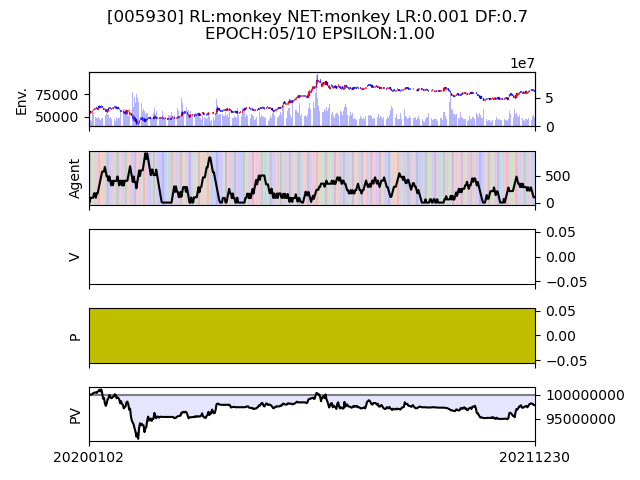 [005930] RL:monkey NET:monkey LR:0.001 DF:0.7
EPOCH:05/10 EPSILON:1.00
1e7
Env.
75000
50000
5
0
Agent
500
0
V
0.05
0.00
−0.05
P
0.05
0.00
−0.05
PV
100000000
95000000
20200102
20211230